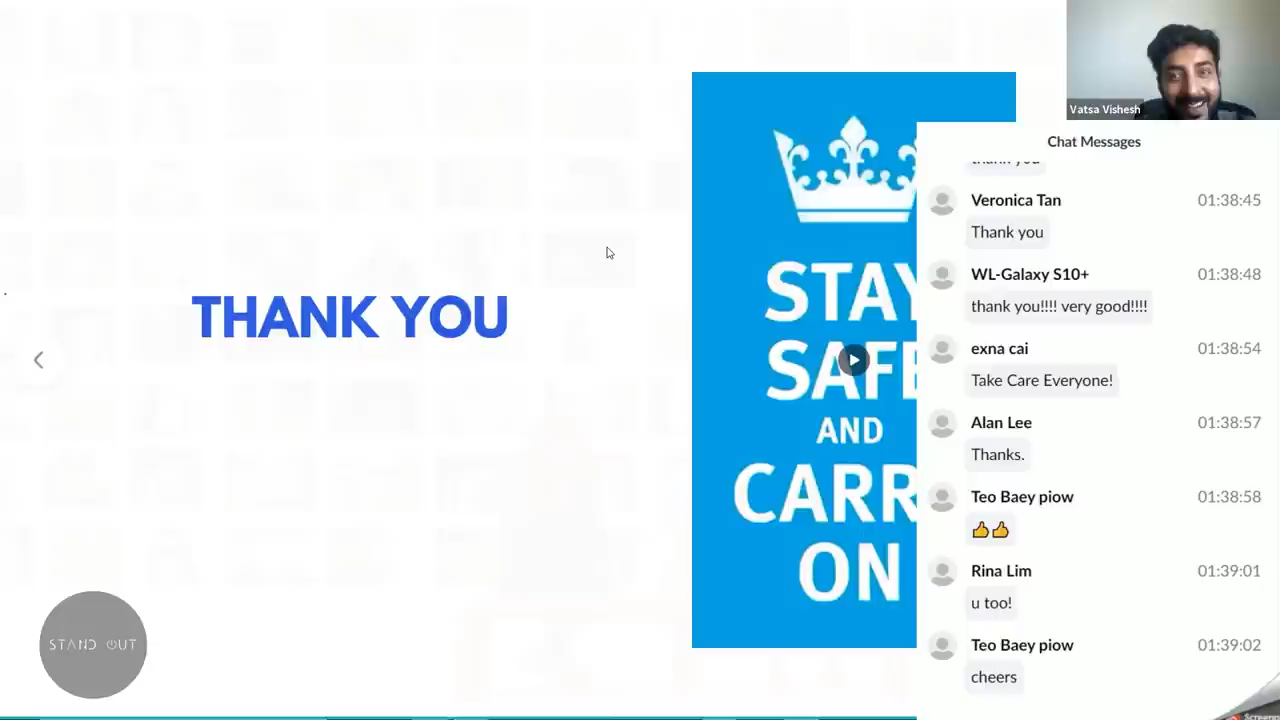 THANK YOU
STAY
SAFE
AND
CARR
ON
STAND OUT
Vatsa Vishesh
Chat Messages
thank you
Veronica Tan 01:38:45
Thank you
WL-Galaxy S10+ 01:38:48
thank you!!!! very good!!!!
exna cai 01:38:54
Take Care Everyone!
Alan Lee 01:38:57
Thanks.
Teo Baey piow 01:38:58
👍👍
Rina Lim 01:39:01
u too!
Teo Baey piow 01:39:02
cheers